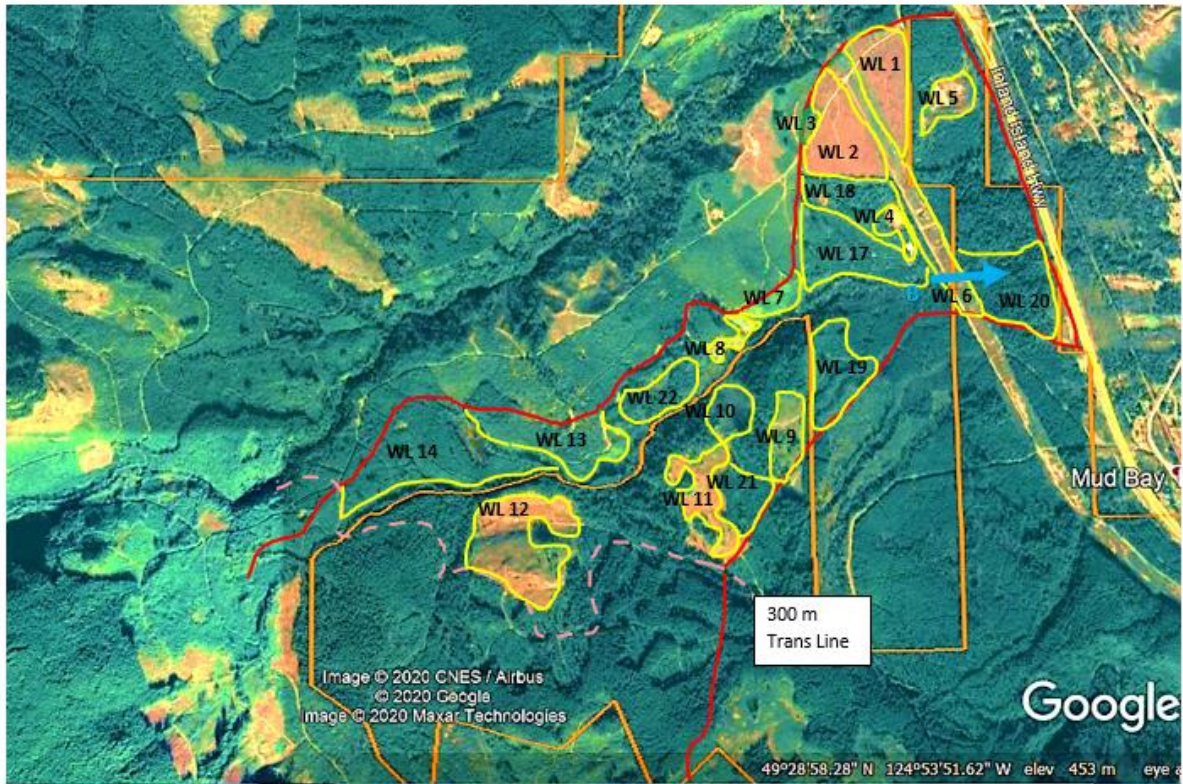 WL 1
WL 5
Island Island Hwy
WL 3
WL 2
WL 18
WL 4
WL 17
WL 7
WL 6
WL 20
WL 8
WL 19
WL 22
WL 10
WL 13
WL 9
WL 14
WL 21
Mud Bay
WL 11
WL 12
300 m
Trans Line
Image © 2020 CNES / Airbus
© 2020 Google
Image © 2020 Maxar Technologies
Google
49°28'58.28" N 124°53'51.62" W elev 453 m eye a